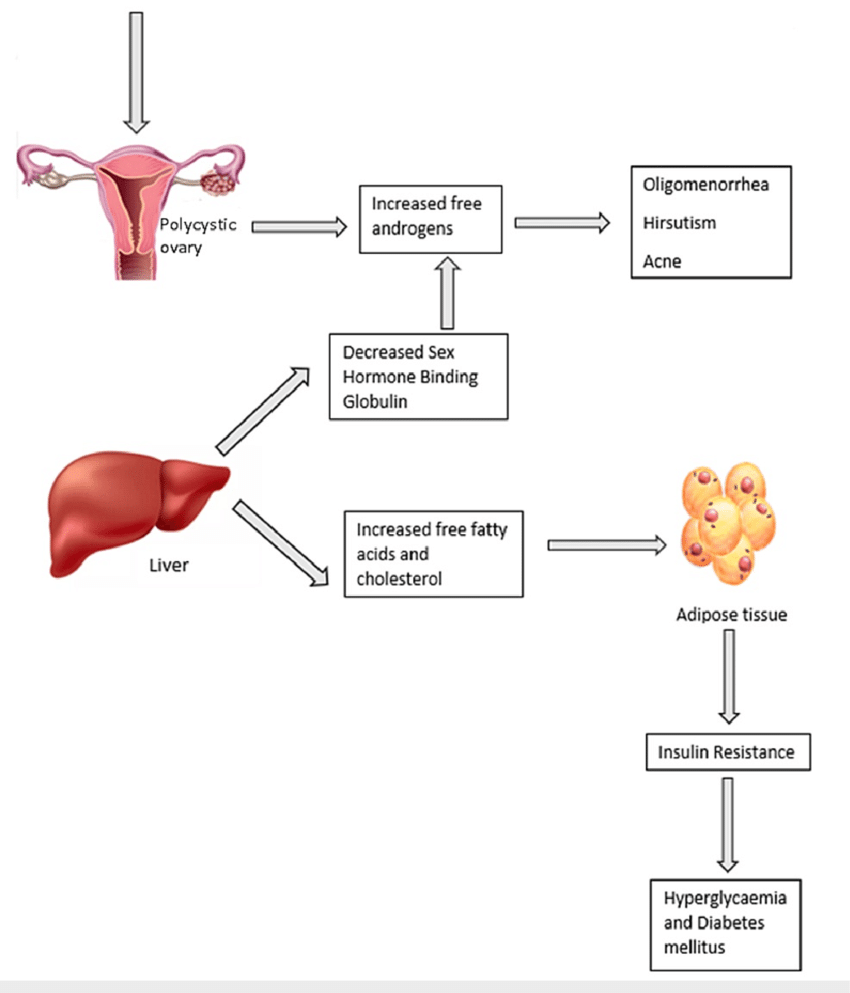 Polycystic
ovary
Increased free
androgens
Oligomenorrhea
Hirsutism
Acne
Decreased Sex
Hormone Binding
Globulin
Liver
Increased free fatty
acids and
cholesterol
Adipose tissue
Insulin Resistance
Hyperglycaemia
and Diabetes
mellitus